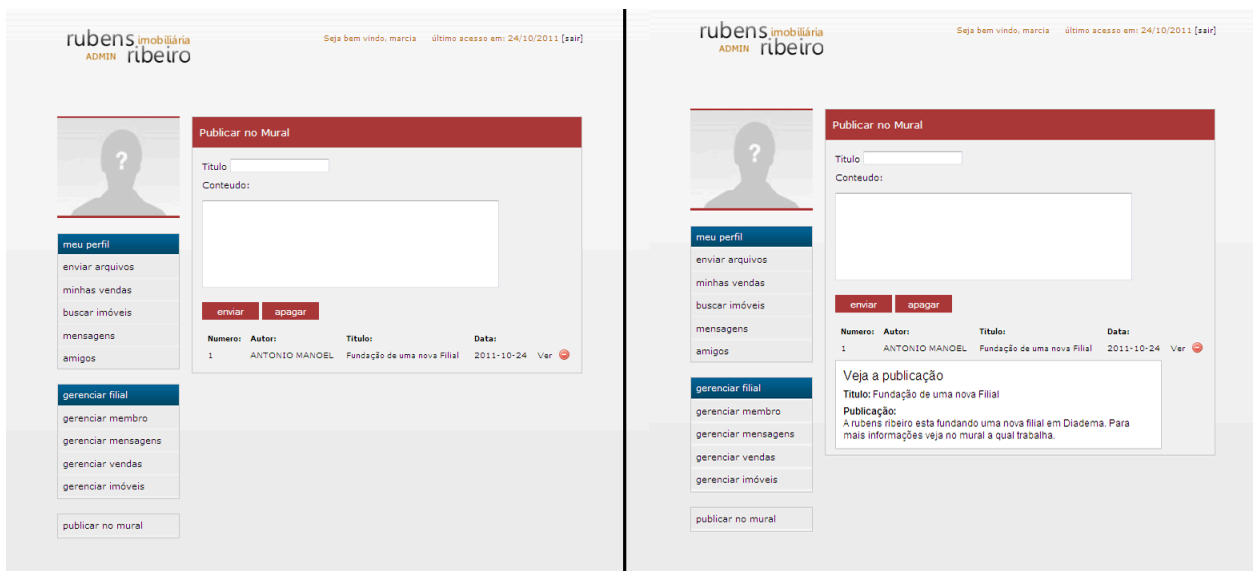 rubens imobiliária
ADMIN ribeiro
Seja bem vindo, marcia último acesso em: 24/10/2011 [sair]
?
meu perfil
enviar arquivos
minhas vendas
buscar imóveis
mensagens
amigos
gerenciar filial
gerenciar membro
gerenciar mensagens
gerenciar vendas
gerenciar imóveis
publicar no mural
Publicar no Mural
Titulo
Conteudo:
enviar apagar
Numero: Autor: Titulo: Data:
1 ANTONIO MANOEL Fundação de uma nova Filial 2011-10-24 Ver
rubens imobiliária
ADMIN ribeiro
Seja bem vindo, marcia último acesso em: 24/10/2011 [sair]
?
meu perfil
enviar arquivos
minhas vendas
buscar imóveis
mensagens
amigos
gerenciar filial
gerenciar membro
gerenciar mensagens
gerenciar vendas
gerenciar imóveis
publicar no mural
Publicar no Mural
Titulo
Conteudo:
enviar apagar
Numero: Autor: Titulo: Data:
1 ANTONIO MANOEL Fundação de uma nova Filial 2011-10-24 Ver
Veja a publicação
Titulo: Fundação de uma nova Filial
Publicação:
A rubens ribeiro esta fundando uma nova filial em Diadema. Para
mais informações veja no mural a qual trabalha.